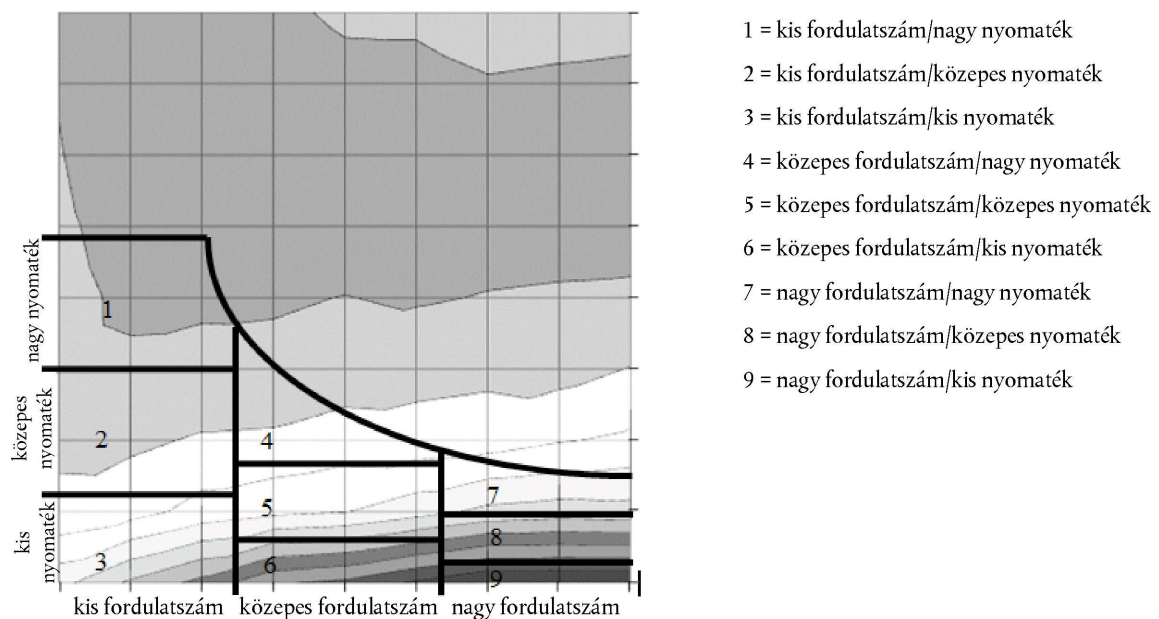 1 = kis fordulatszám/nagy nyomaték
2 = kis fordulatszám/közepes nyomaték
3 = kis fordulatszám/kis nyomaték
4 = közepes fordulatszám/nagy nyomaték
5 = közepes fordulatszám/közepes nyomaték
6 = közepes fordulatszám/kis nyomaték
7 = nagy fordulatszám/nagy nyomaték
8 = nagy fordulatszám/közepes nyomaték
9 = nagy fordulatszám/kis nyomaték
nagy nyomaték
közepes
nyomaték
kis
nyomaték
1
2
3
4
5
6
7
8
9
kis fordulatszám
közepes fordulatszám
nagy fordulatszám